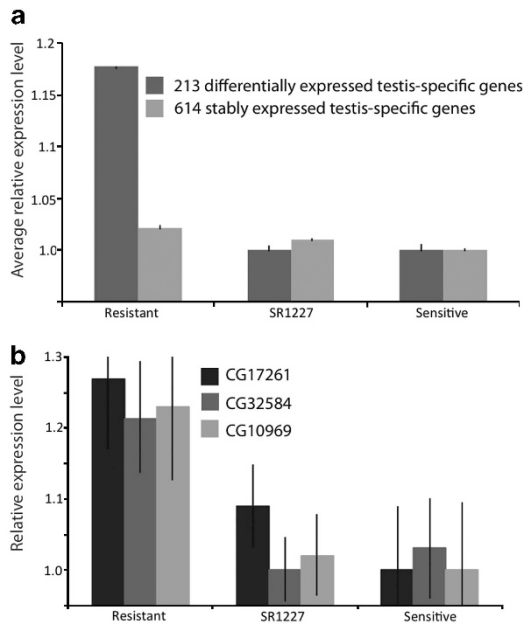 a
Average relative expression level
1.2
1.15
1.1
1.05
1.0
213 differentially expressed testis-specific genes
614 stably expressed testis-specific genes
Resistant SR1227 Sensitive
b
Relative expression level
1.3
1.2
1.1
1.0
CG17261
CG32584
CG10969
Resistant SR1227 Sensitive